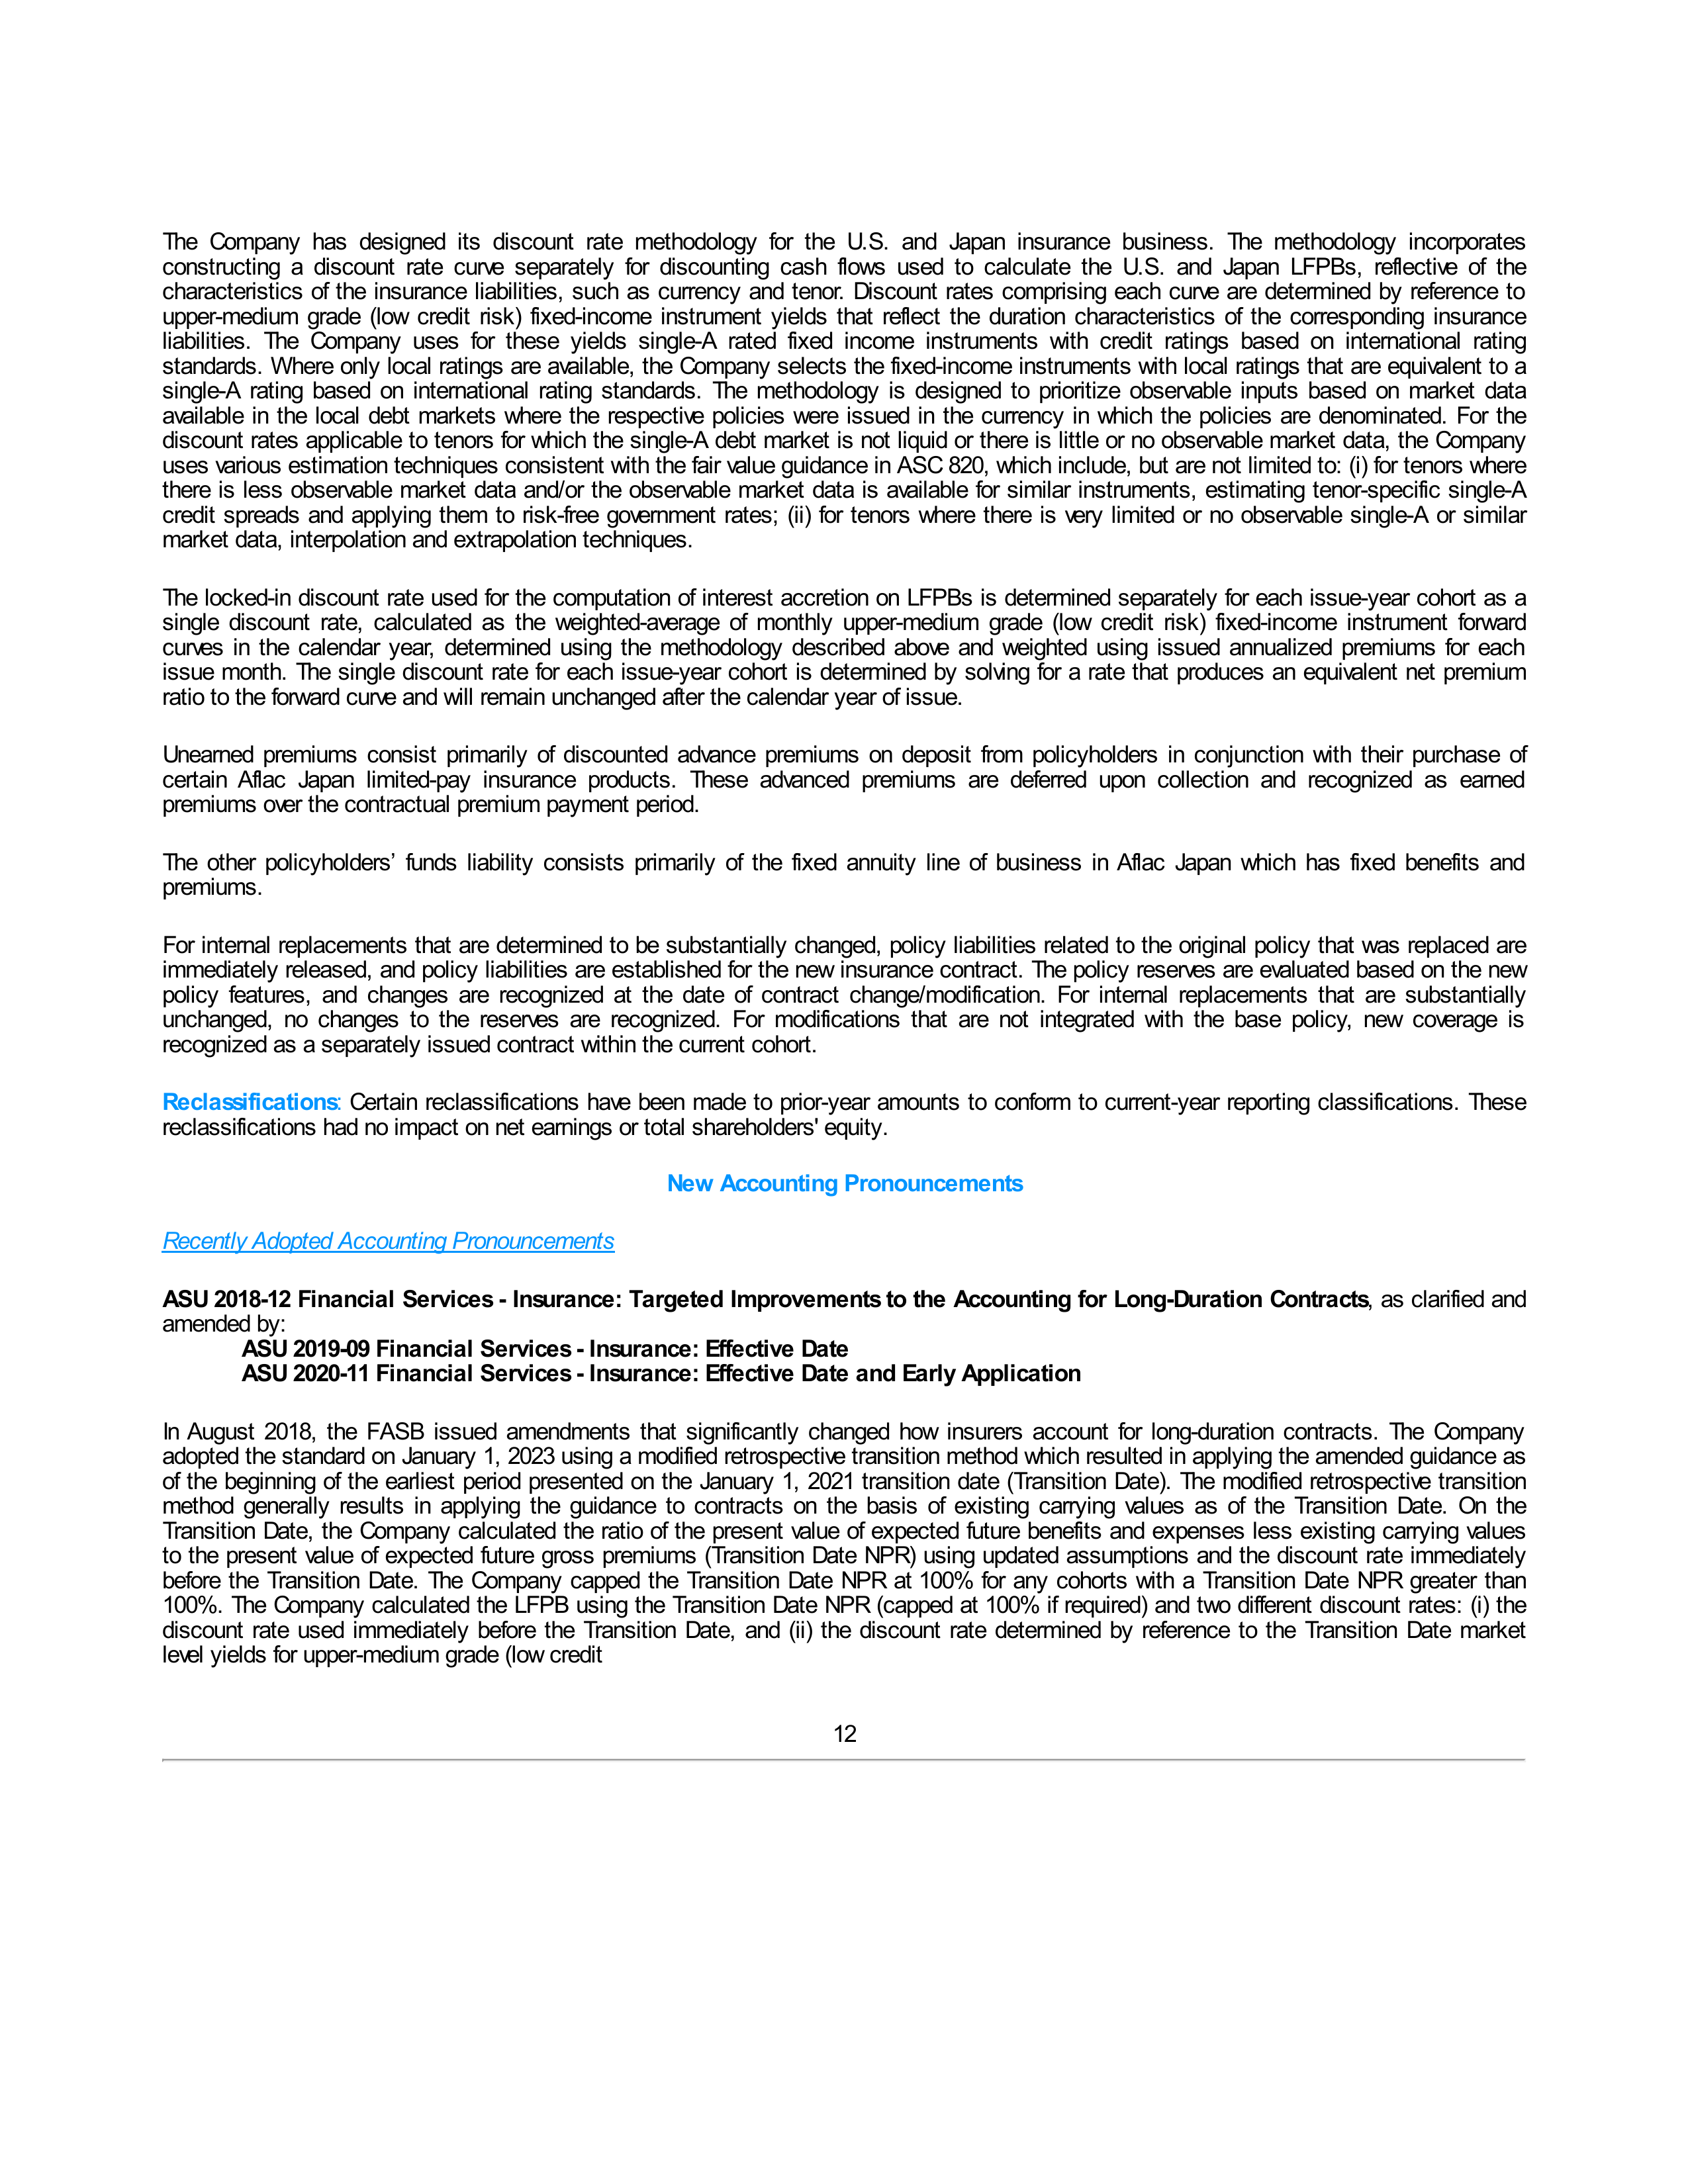 The Company has designed its discount rate methodology for the U.S. and Japan insurance business. The methodology incorporates
constructing a discount rate curve separately for discounting cash flows used to calculate the U.S. and Japan LFPBs, reflective of the
characteristics of the insurance liabilities, such as currency and tenor. Discount rates comprising each curve are determined by reference to
upper-medium grade (low credit risk) fixed-income instrument yields that reflect the duration characteristics of the corresponding insurance
liabilities. The Company uses for these yields single-A rated fixed income instruments with credit ratings based on international rating
standards. Where only local ratings are available, the Company selects the fixed-income instruments with local ratings that are equivalent to a
single-A rating based on international rating standards. The methodology is designed to prioritize observable inputs based on market data
available in the local debt markets where the respective policies were issued in the currency in which the policies are denominated. For the
discount rates applicable to tenors for which the single-A debt market is not liquid or there is little or no observable market data, the Company
uses various estimation techniques consistent with the fair value guidance in ASC 820, which include, but are not limited to: (i) for tenors where
there is less observable market data and/or the observable market data is available for similar instruments, estimating tenor-specific single-A
credit spreads and applying them to risk-free government rates; (ii) for tenors where there is very limited or no observable single-A or similar
market data, interpolation and extrapolation techniques.
The locked-in discount rate used for the computation of interest accretion on LFPBs is determined separately for each issue-year cohort as a
single discount rate, calculated as the weighted-average of monthly upper-medium grade (low credit risk) fixed-income instrument forward
curves in the calendar year, determined using the methodology described above and weighted using issued annualized premiums for each
issue month. The single discount rate for each issue-year cohort is determined by solving for a rate that produces an equivalent net premium
ratio to the forward curve and will remain unchanged after the calendar year of issue.
Unearned premiums consist primarily of discounted advance premiums on deposit from policyholders in conjunction with their purchase of
certain Aflac Japan limited-pay insurance products. These advanced premiums are deferred upon collection and recognized as earned
premiums over the contractual premium payment period.
The other policyholders’ funds liability consists primarily of the fixed annuity line of business in Aflac Japan which has fixed benefits and
premiums.
For internal replacements that are determined to be substantially changed, policy liabilities related to the original policy that was replaced are
immediately released, and policy liabilities are established for the new insurance contract. The policy reserves are evaluated based on the new
policy features, and changes are recognized at the date of contract change/modification. For internal replacements that are substantially
unchanged, no changes to the reserves are recognized. For modifications that are not integrated with the base policy, new coverage is
recognized as a separately issued contract within the current cohort.
Reclassifications: Certain reclassifications have been made to prior-year amounts to conform to current-year reporting classifications. These
reclassifications had no impact on net earnings or total shareholders' equity.
New Accounting Pronouncements
Recently Adopted Accounting Pronouncements
ASU 2018-12 Financial Services - Insurance: Targeted Improvements to the Accounting for Long-Duration Contracts, as clarified and
amended by:
ASU 2019-09 Financial Services - Insurance: Effective Date
ASU 2020-11 Financial Services - Insurance: Effective Date and Early Application
In August 2018, the FASB issued amendments that significantly changed how insurers account for long-duration contracts. The Company
adopted the standard on January 1, 2023 using a modified retrospective transition method which resulted in applying the amended guidance as
of the beginning of the earliest period presented on the January 1, 2021 transition date (Transition Date). The modified retrospective transition
method generally results in applying the guidance to contracts on the basis of existing carrying values as of the Transition Date. On the
Transition Date, the Company calculated the ratio of the present value of expected future benefits and expenses less existing carrying values
to the present value of expected future gross premiums (Transition Date NPR) using updated assumptions and the discount rate immediately
before the Transition Date. The Company capped the Transition Date NPR at 100% for any cohorts with a Transition Date NPR greater than
100%. The Company calculated the LFPB using the Transition Date NPR (capped at 100% if required) and two different discount rates: (i) the
discount rate used immediately before the Transition Date, and (ii) the discount rate determined by reference to the Transition Date market
level yields for upper-medium grade (low credit
12